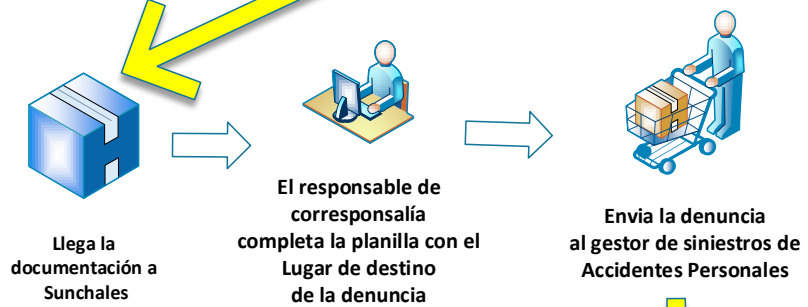 Llega la
documentación a
Sunchales
El responsable de
corresponsalía
completa la planilla con el
Lugar de destino
de la denuncia
Envia la denuncia
al gestor de siniestros de
Accidentes Personales